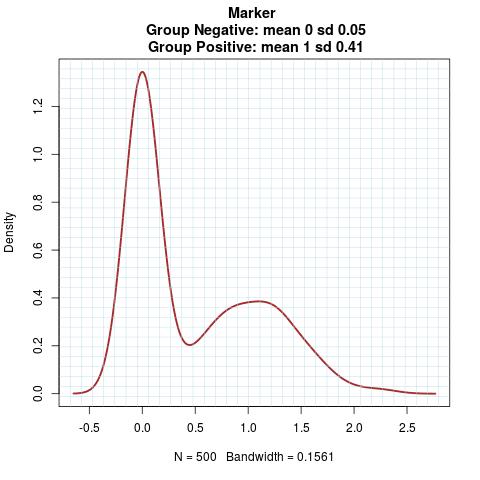 Marker
Group Negative: mean 0 sd 0.05
Group Positive: mean 1 sd 0.41
Density
1.2
1.0
0.8
0.6
0.4
0.2
0.0
-0.5 0.0 0.5 1.0 1.5 2.0 2.5
N = 500 Bandwidth = 0.1561